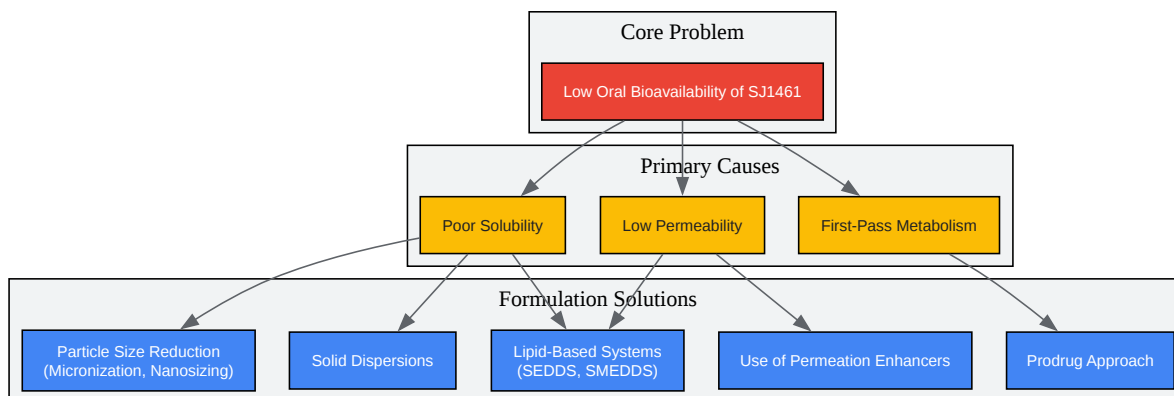 Core Problem
Low Oral Bioavailability of SJ1461
Primary Causes
Poor Solubility
Low Permeability
First-Pass Metabolism
Formulation Solutions
Particle Size Reduction
(Micronization, Nanosizing)
Solid Dispersions
Lipid-Based Systems
(SEDDS, SMEDDS)
Use of Permeation Enhancers
Prodrug Approach